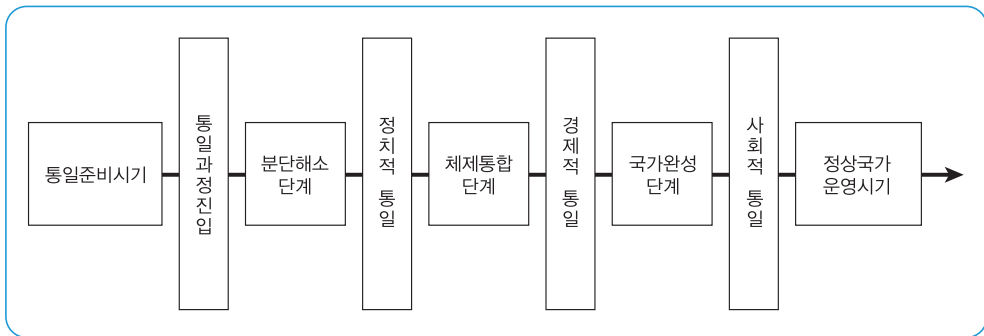 통일준비시기
통일과정진입
분단해소
단계
정치적 통일
체제통합
단계
경제적 통일
국가완성
단계
사회적 통일
정상국가
운영시기